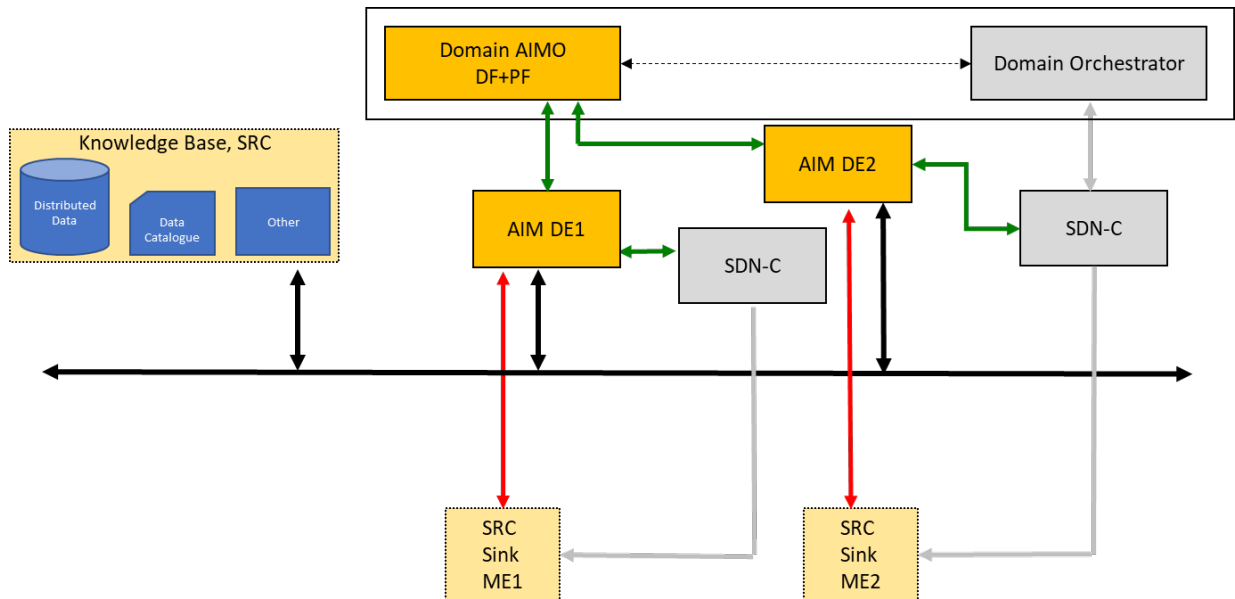 Domain AIMO
DF+PF
Domain Orchestrator
Knowledge Base, SRC
Distributed
Data
Data
Catalogue
Other
AIM DE2
AIM DE1
SDN-C
SDN-C
SRC
Sink
ME1
SRC
Sink
ME2